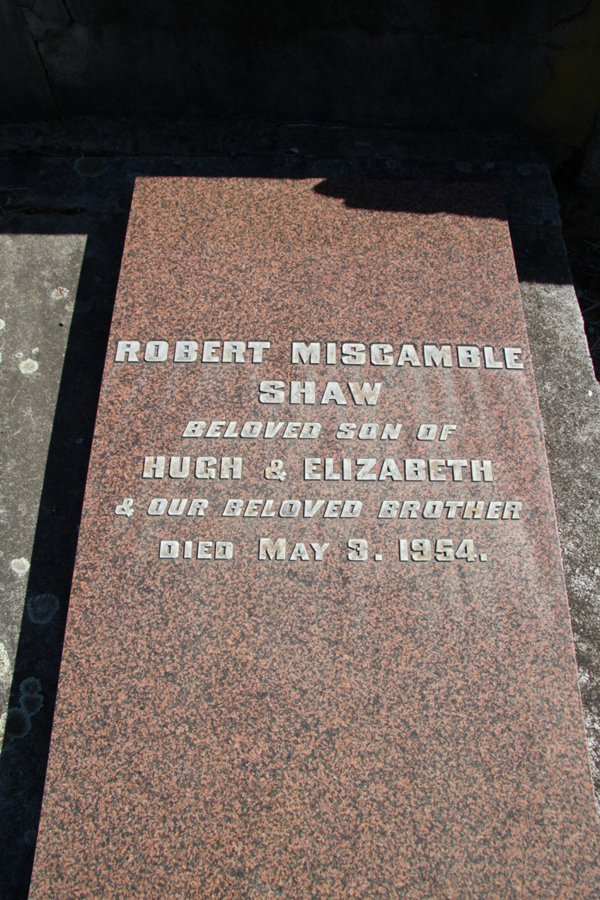 ROBERT MISCAMBLE
SHAW
BELOVED SON OF
HUGH & ELIZABETH
& OUR BELOVED BROTHER
DIED MAY 3. 1954.